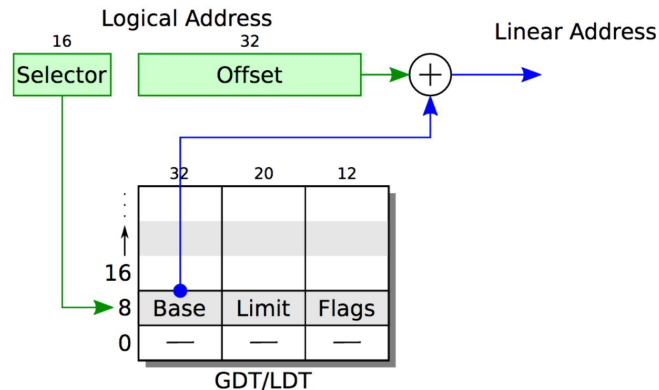 Logical Address
Linear Address
16
32
Selector
Offset
+
32
20
12
16
8
Base
Limit
Flags
0
GDT/LDT